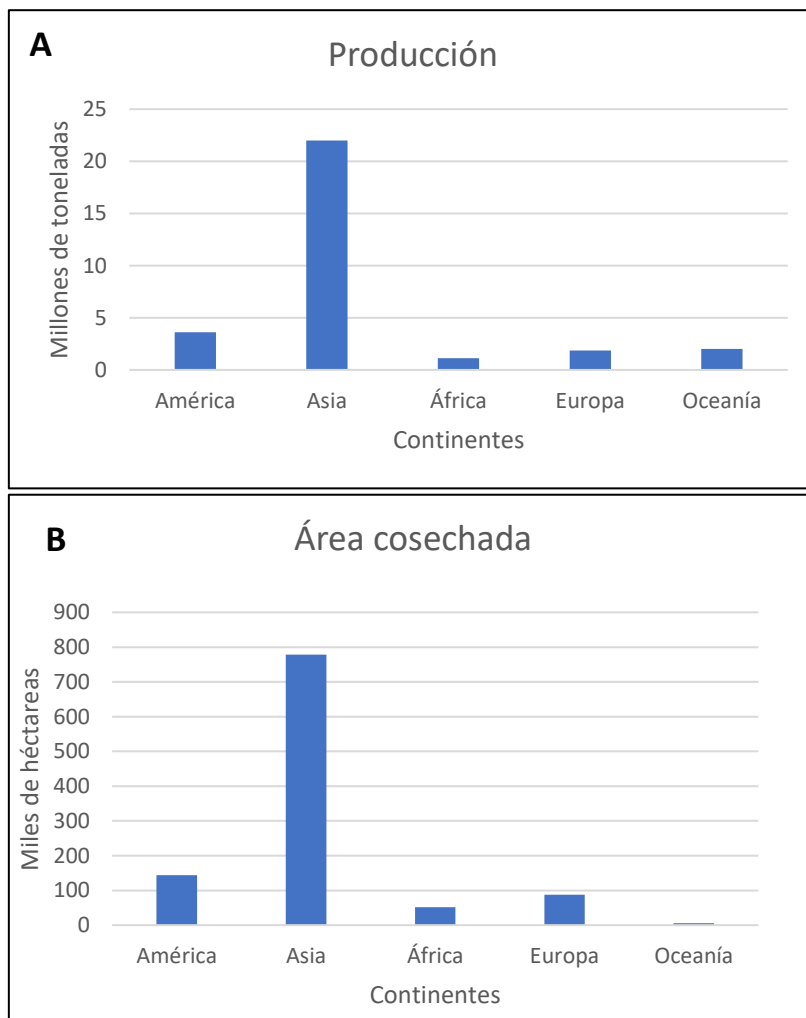 A
Producción
Millones de toneladas
25
20
15
10
5
0
América Asia África Europa Oceanía
Continentes
B
Área cosechada
Miles de héctareas
900
800
700
600
500
400
300
200
100
0
América Asia África Europa Oceanía
Continentes